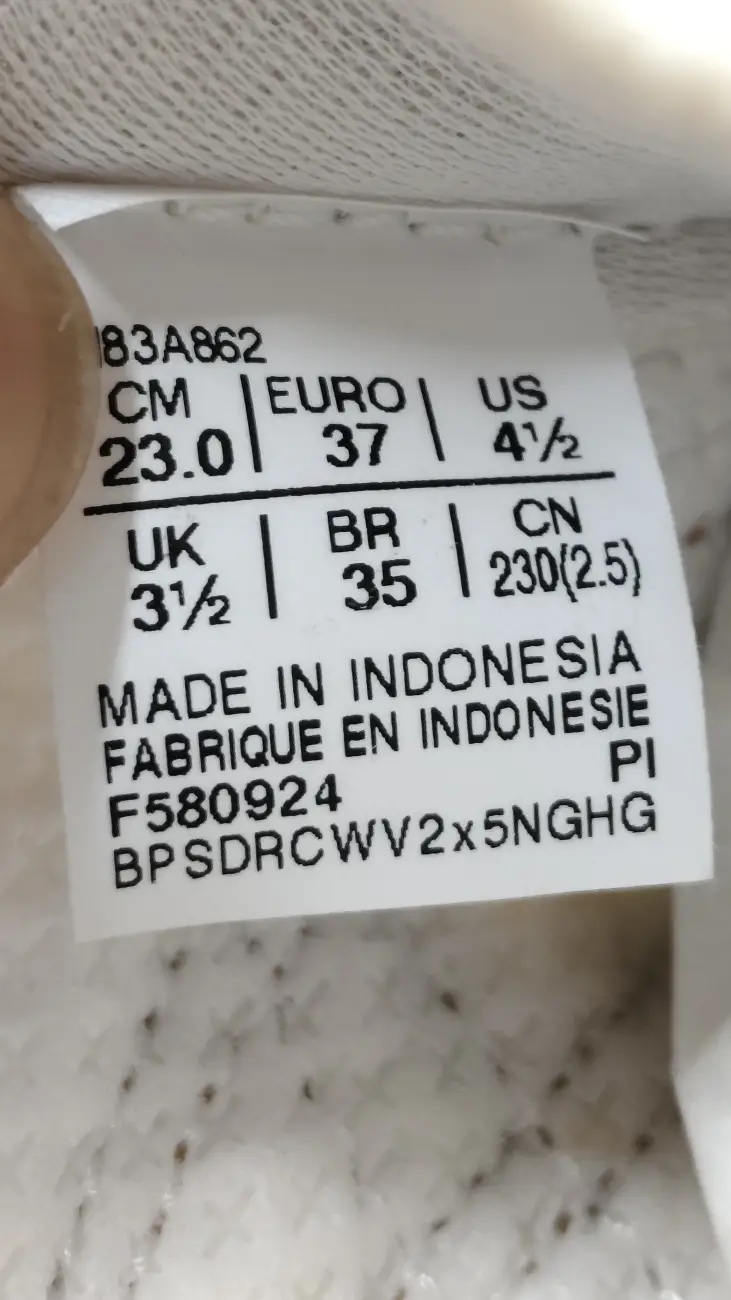 1183A862
CM | EURO | US
23.0 | 37 | 4½
UK | BR | CN
3½ | 35 | 230(2.5)
MADE IN INDONESIA
FABRIQUE EN INDONESIE
F580924 PI
BPSDRCWV2x5NGHG